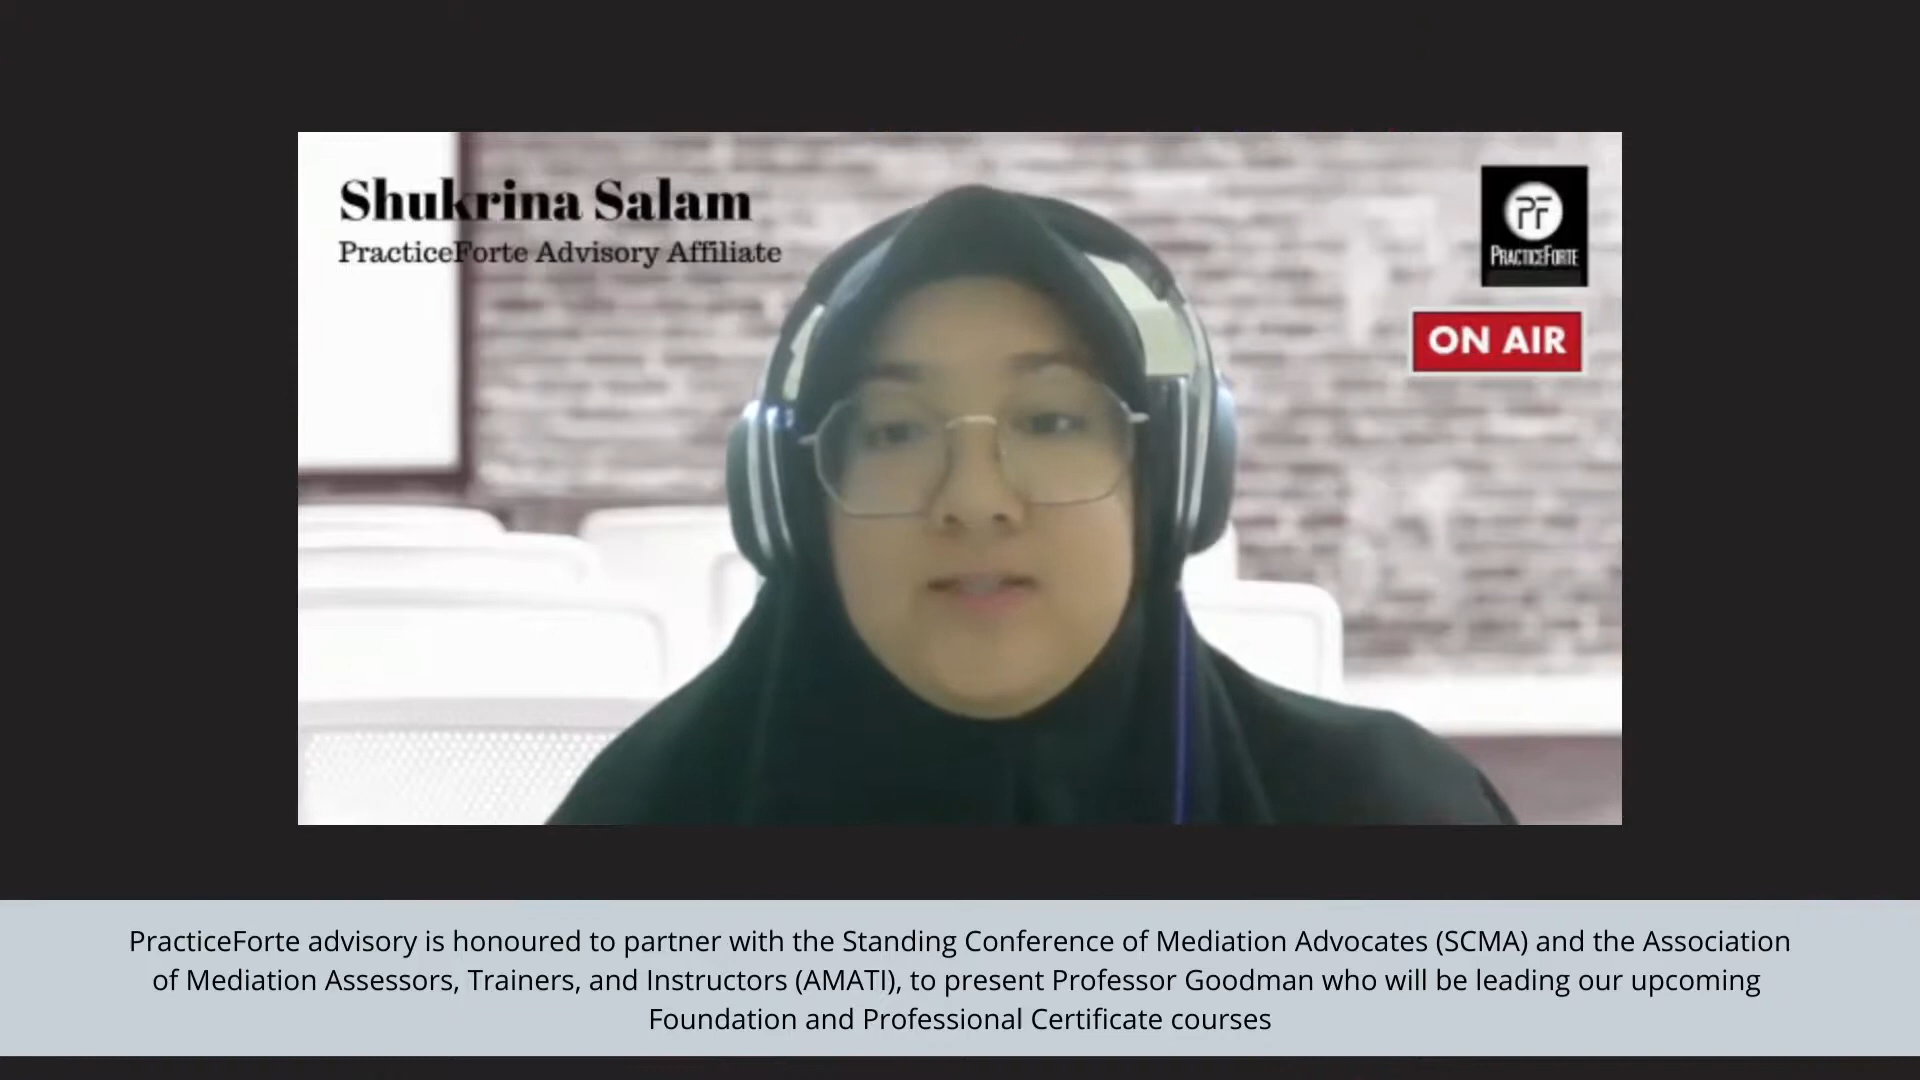 Shukrina Salam
PracticeForte Advisory Affiliate
PF
PRACTICEFORTE
ON AIR
PracticeForte advisory is honoured to partner with the Standing Conference of Mediation Advocates (SCMA) and the Association
of Mediation Assessors, Trainers, and Instructors (AMATI), to present Professor Goodman who will be leading our upcoming
Foundation and Professional Certificate courses